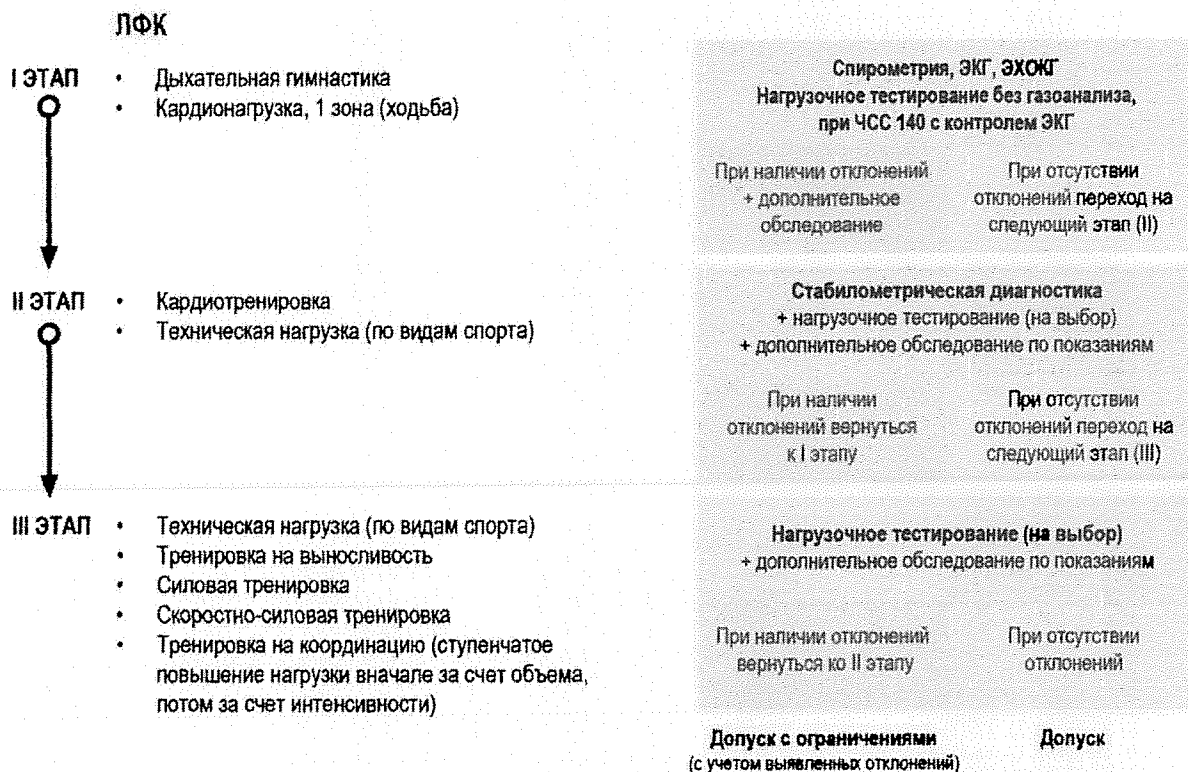 ЛФК
I ЭТАП
• Дыхательная гимнастика
• Кардионагрузка, 1 зона (ходьба)
Спирометрия, ЭКГ, ЭХОКГ
Нагрузочное тестирование без газоанализа,
при ЧСС 140 с контролем ЭКГ
При наличии отклонений
+ дополнительное
обследование
При отсутствии
отклонений переход на
следующий этап (II)
II ЭТАП
• Кардиотренировка
• Техническая нагрузка (по видам спорта)
Стабилометрическая диагностика
+ нагрузочное тестирование (на выбор)
+ дополнительное обследование по показаниям
При наличии
отклонений вернуться
к I этапу
При отсутствии
отклонений переход на
следующий этап (III)
III ЭТАП
• Техническая нагрузка (по видам спорта)
• Тренировка на выносливость
• Силовая тренировка
• Скоростно-силовая тренировка
• Тренировка на координацию (ступенчатое
повышение нагрузки вначале за счет объема,
потом за счет интенсивности)
Нагрузочное тестирование (на выбор)
+ дополнительное обследование по показаниям
При наличии отклонений
вернуться ко II этапу
При отсутствии
отклонений
Допуск с ограничениями
(с учетом выявленных отклонений)
Допуск